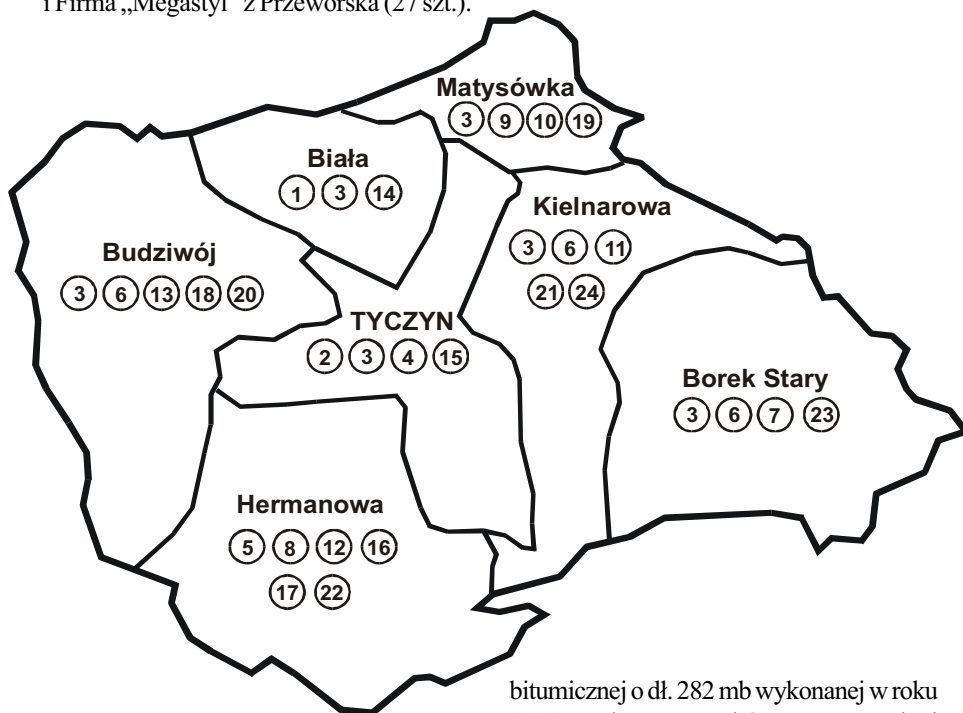 i Firma „Megastyl” z Przeworska (27 szt.).
Matysówka
3 9 10 19
Biała
1 3 14
Kielnarowa
3 6 11
21 24
Budziwój
3 6 13 18 20
TYCZYN
2 3 4 15
Borek Stary
3 6 7 23
Hermanowa
5 8 12 16
17 22
bitumicznej o dł. 282 mb wykonanej w roku